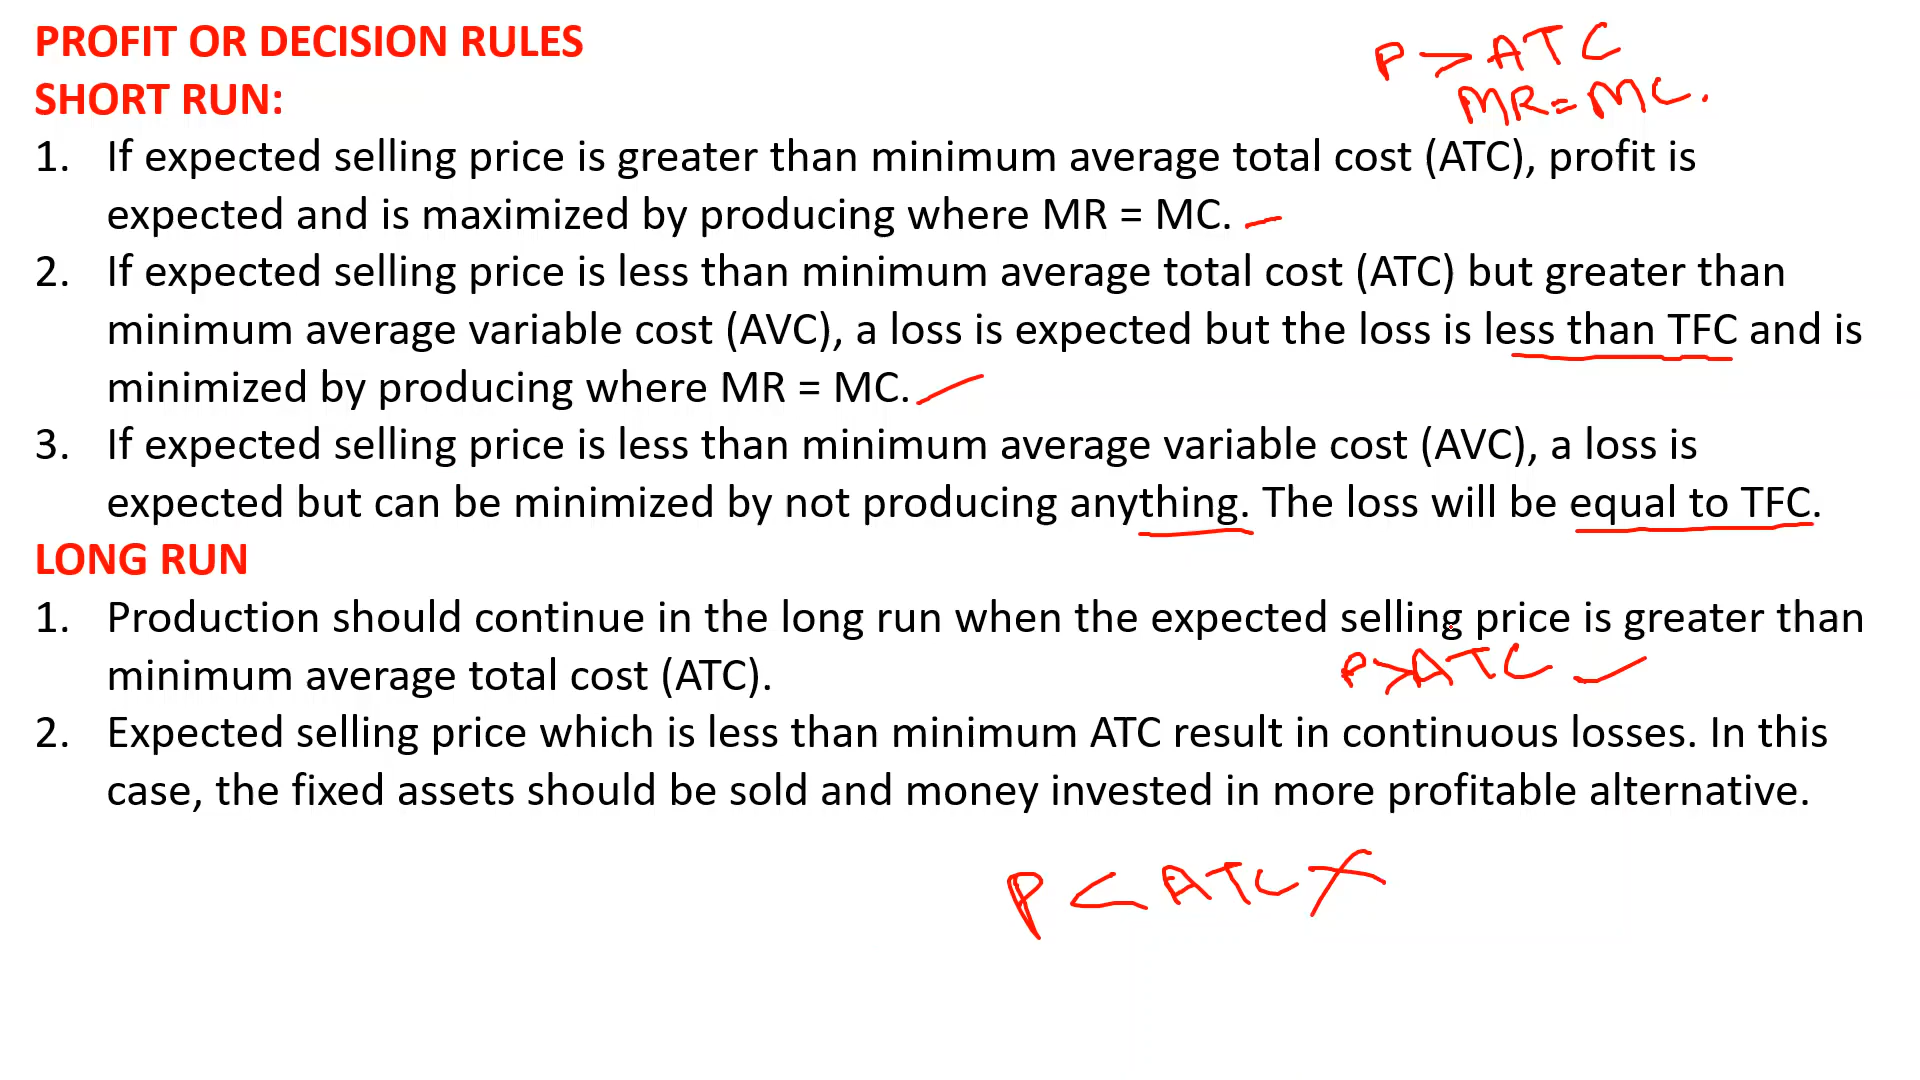 PROFIT OR DECISION RULES
P > ATC
SHORT RUN:
MR = MC.
1. If expected selling price is greater than minimum average total cost (ATC), profit is
expected and is maximized by producing where MR = MC.
2. If expected selling price is less than minimum average total cost (ATC) but greater than
minimum average variable cost (AVC), a loss is expected but the loss is less than TFC and is
minimized by producing where MR = MC.
3. If expected selling price is less than minimum average variable cost (AVC), a loss is
expected but can be minimized by not producing anything. The loss will be equal to TFC.
LONG RUN
1. Production should continue in the long run when the expected selling price is greater than
minimum average total cost (ATC).
P > ATC
2. Expected selling price which is less than minimum ATC result in continuous losses. In this
case, the fixed assets should be sold and money invested in more profitable alternative.
P < ATC